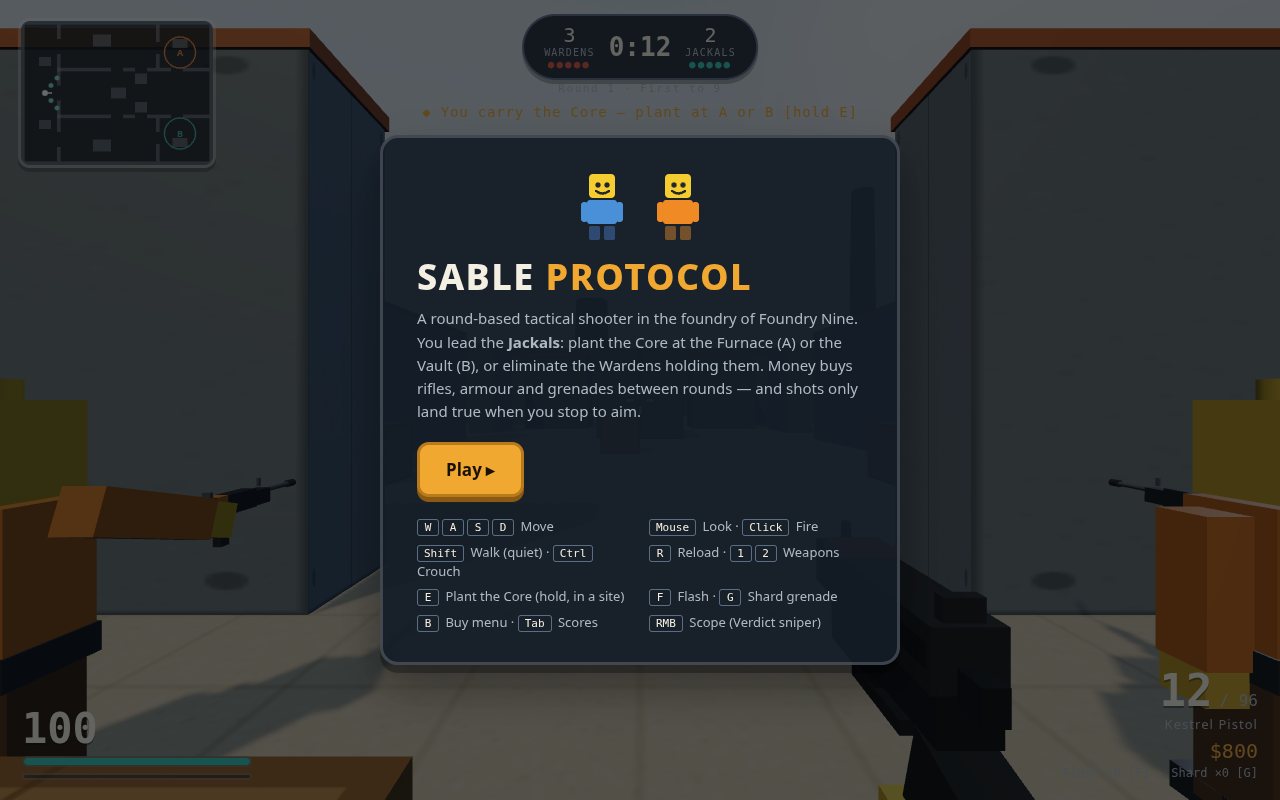 A
B
3
WARDENS
0:12
2
JACKALS
Round 1 · First to 9
◆ You carry the Core — plant at A or B [hold E]
SABLE PROTOCOL
A round-based tactical shooter in the foundry of Foundry Nine.
You lead the Jackals: plant the Core at the Furnace (A) or the
Vault (B), or eliminate the Wardens holding them. Money buys
rifles, armour and grenades between rounds — and shots only
land true when you stop to aim.
Play ▸
W A S D Move
Mouse Look · Click Fire
Shift Walk (quiet) · Ctrl
Crouch
R Reload · 1 2 Weapons
E Plant the Core (hold, in a site)
F Flash · G Shard grenade
B Buy menu · Tab Scores
RMB Scope (Verdict sniper)
100
12 / 96
Kestrel Pistol
$800
Shard ×0 [G]